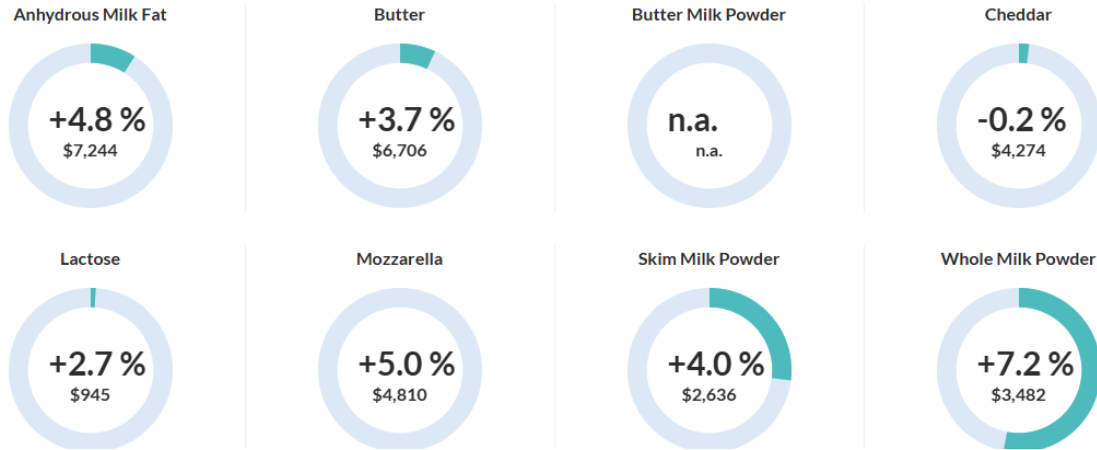 Anhydrous Milk Fat
+4.8 %
$7,244
Butter
+3.7 %
$6,706
Butter Milk Powder
n.a.
n.a.
Cheddar
-0.2 %
$4,274
Lactose
+2.7 %
$945
Mozzarella
+5.0 %
$4,810
Skim Milk Powder
+4.0 %
$2,636
Whole Milk Powder
+7.2 %
$3,482